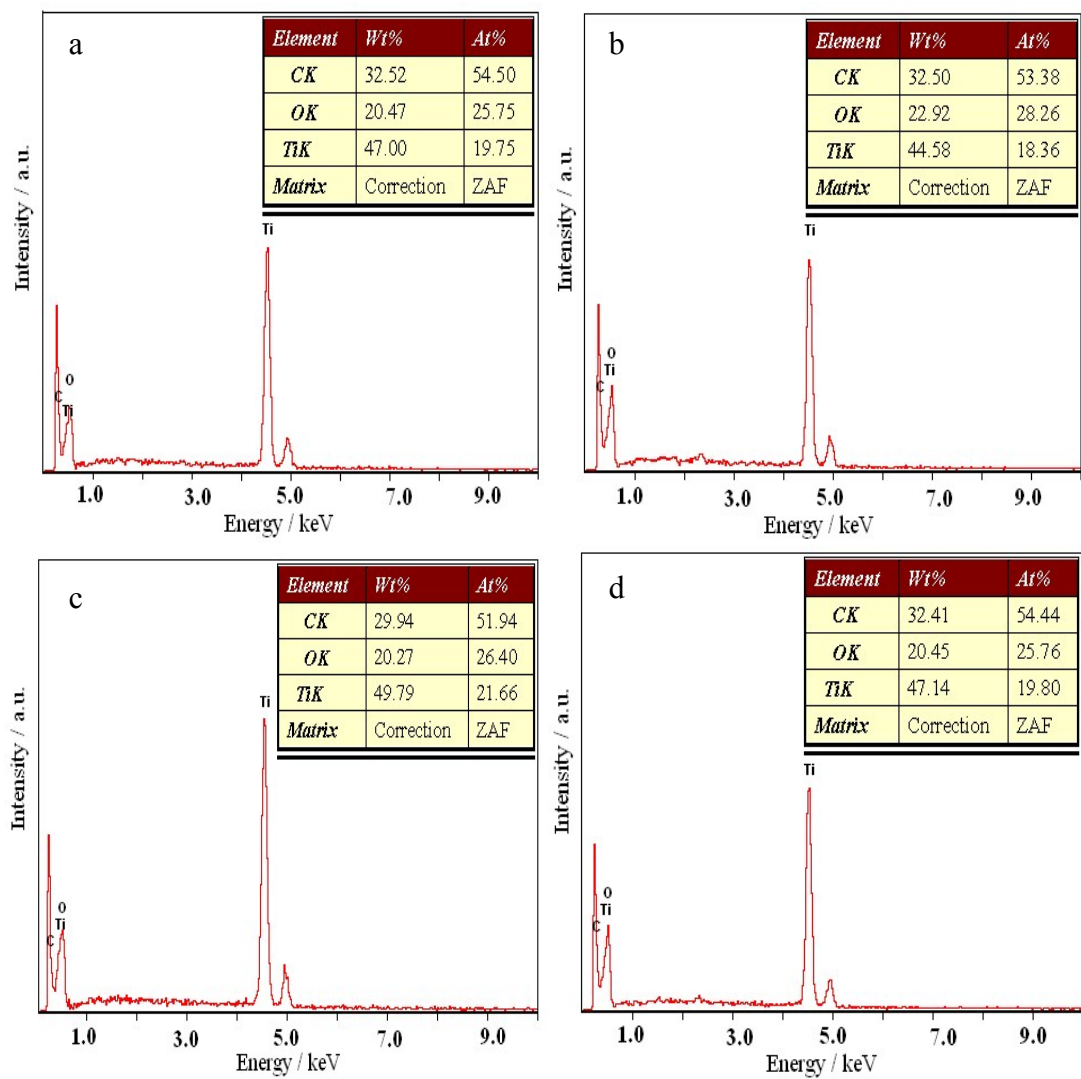 a
Element Wt% At%
CK 32.52 54.50
OK 20.47 25.75
TiK 47.00 19.75
Matrix Correction ZAF
Intensity / a.u.
Ti
O
C
Ti
1.0 3.0 5.0 7.0 9.0
Energy / keV
b
Element Wt% At%
CK 32.50 53.38
OK 22.92 28.26
TiK 44.58 18.36
Matrix Correction ZAF
Intensity / a.u.
Ti
O
Ti
C
1.0 3.0 5.0 7.0 9.0
Energy / keV
c
Element Wt% At%
CK 29.94 51.94
OK 20.27 26.40
TiK 49.79 21.66
Matrix Correction ZAF
Intensity / a.u.
Ti
O
Ti
C
1.0 3.0 5.0 7.0 9.0
Energy / keV
d
Element Wt% At%
CK 32.41 54.44
OK 20.45 25.76
TiK 47.14 19.80
Matrix Correction ZAF
Intensity / a.u.
Ti
O
Ti
C
1.0 3.0 5.0 7.0 9.0
Energy / keV